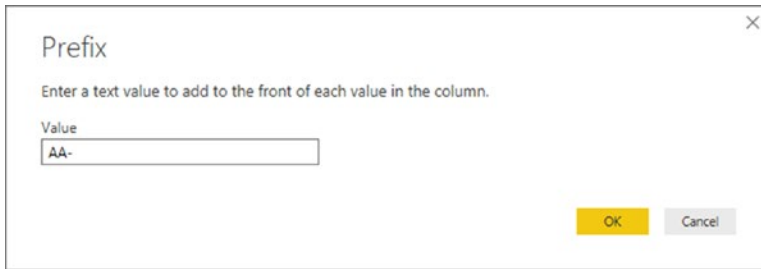 Prefix
Enter a text value to add to the front of each value in the column.
Value
AA-
OK Cancel